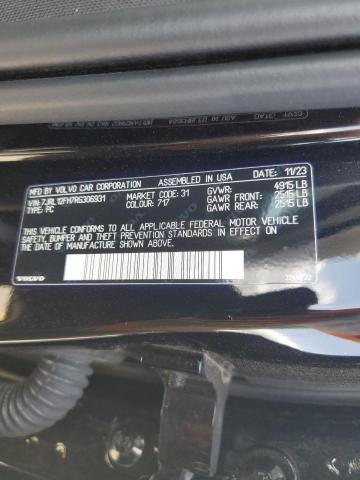 MFD BY VOLVO CAR CORPORATION ASSEMBLED IN USA 11/23
VIN: 7JRL12FH7RG306931 MARKET CODE: 31 GVWR: 4915 LB
TYPE: PC COLOUR: 717 GAWR FRONT: 2515 LB
GAWR REAR: 2515 LB
THIS VEHICLE CONFORMS TO ALL APPLICABLE FEDERAL MOTOR VEHICLE
SAFETY, BUMPER AND THEFT PREVENTION STANDARDS IN EFFECT ON
THE DATE OF MANUFACTURE SHOWN ABOVE.
VOLVO